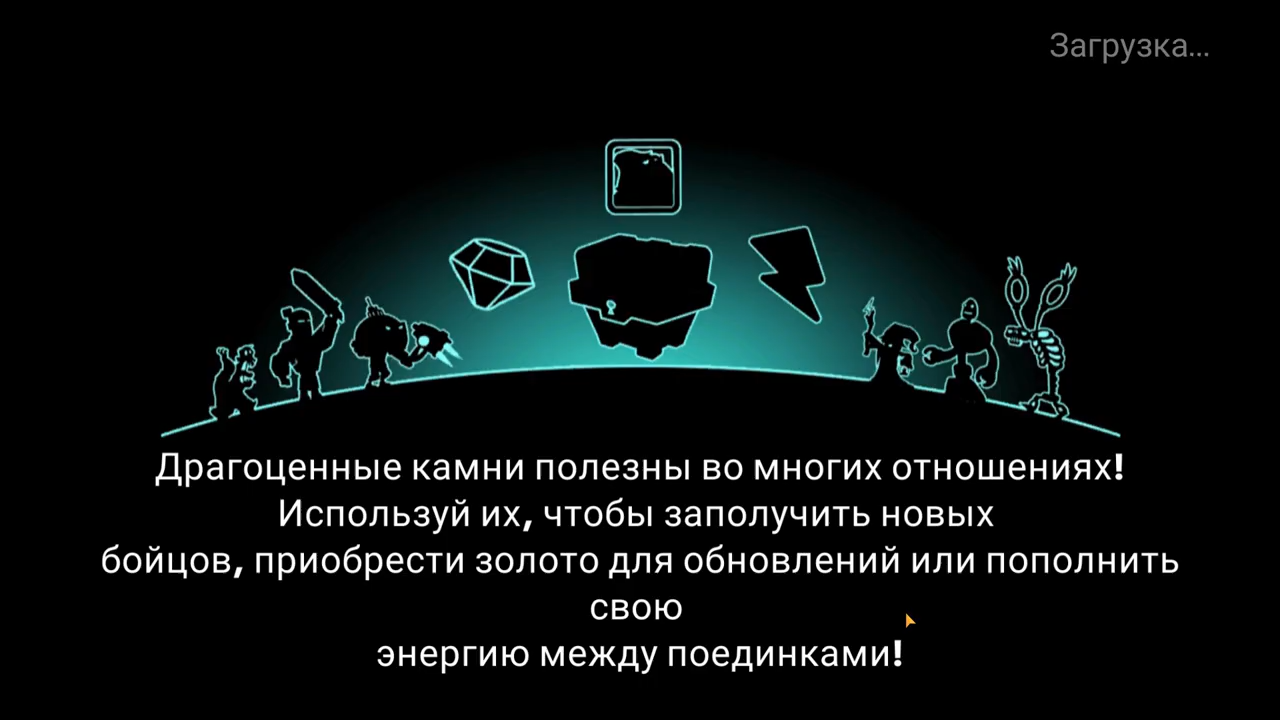 Загрузка...
Драгоценные камни полезны во многих отношениях!
Используй их, чтобы заполучить новых
бойцов, приобрести золото для обновлений или пополнить
свою
энергию между поединками!